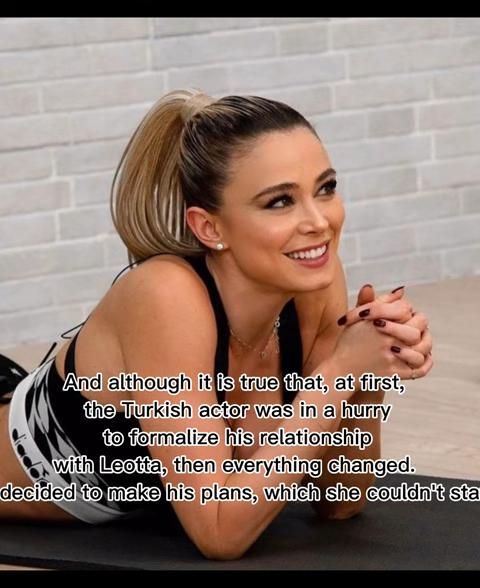 And although it is true that, at first,
the Turkish actor was in a hurry
to formalize his relationship
with Leotta, then everything changed.
decided to make his plans, which she couldn't sta